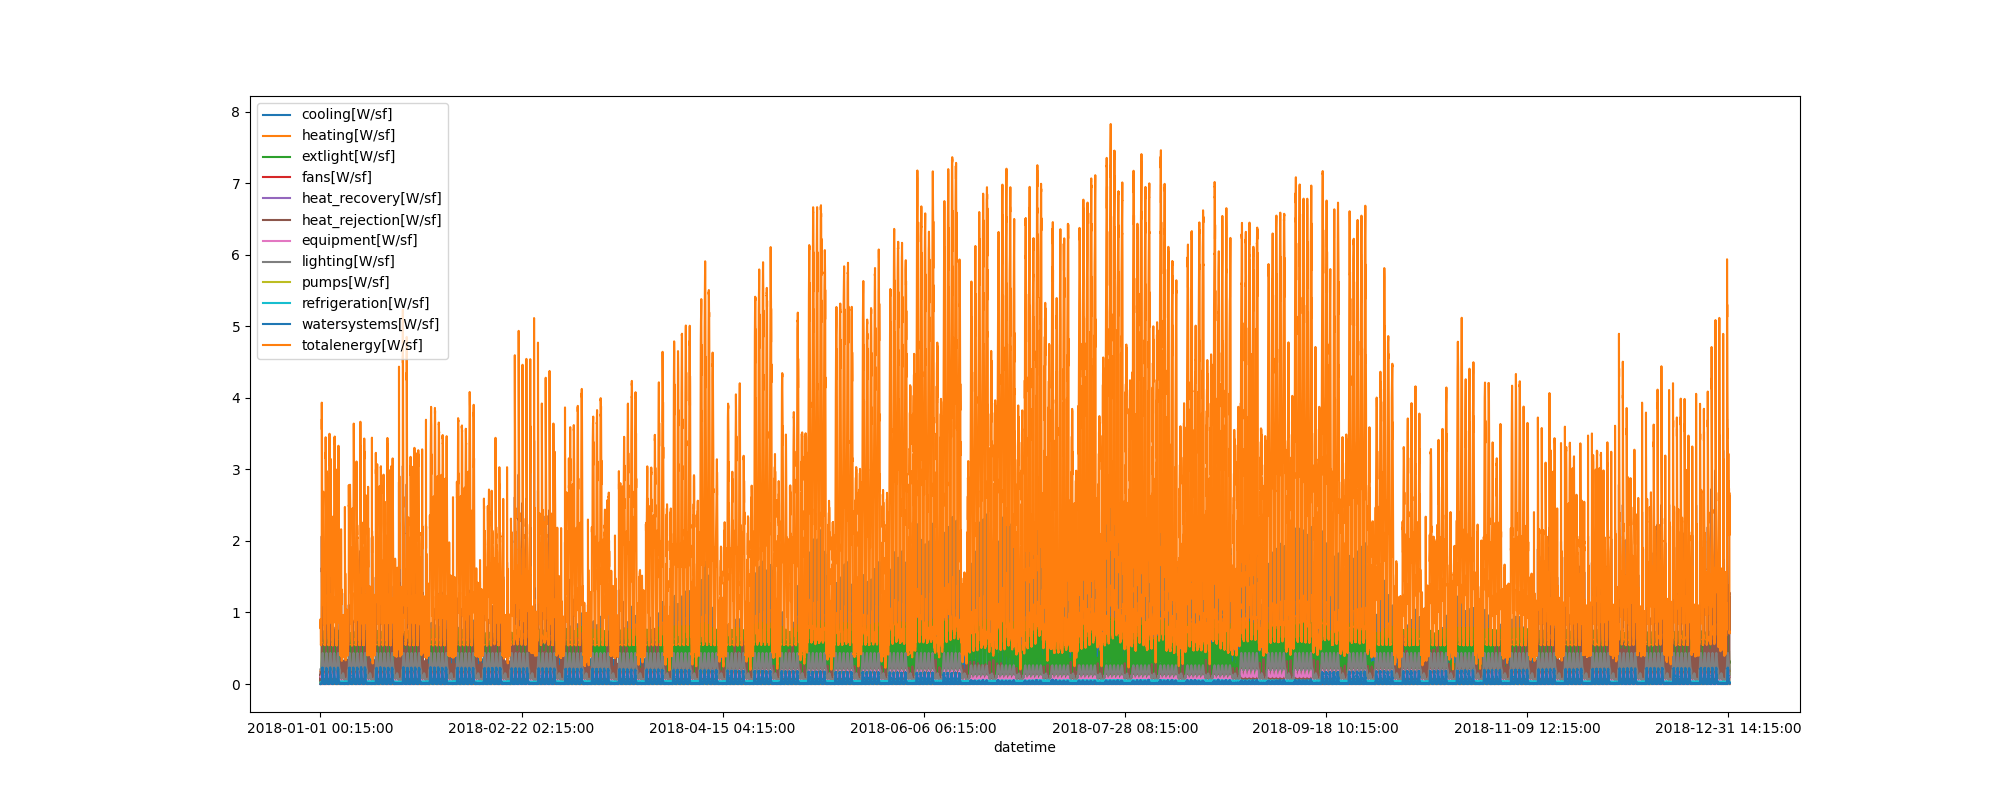 8
7
6
5
4
3
2
1
0
cooling[W/sf]
heating[W/sf]
extlight[W/sf]
fans[W/sf]
heat_recovery[W/sf]
heat_rejection[W/sf]
equipment[W/sf]
lighting[W/sf]
pumps[W/sf]
refrigeration[W/sf]
watersystems[W/sf]
totalenergy[W/sf]
2018-01-01 00:15:00 2018-02-22 02:15:00 2018-04-15 04:15:00 2018-06-06 06:15:00 2018-07-28 08:15:00 2018-09-18 10:15:00 2018-11-09 12:15:00 2018-12-31 14:15:00
datetime